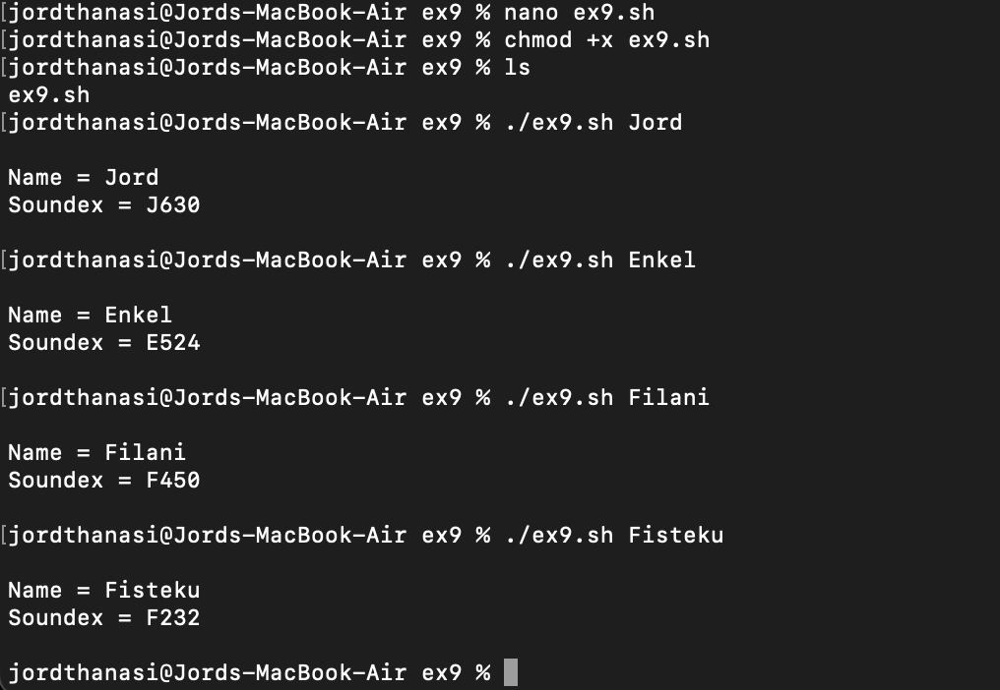 [jordthanasi@Jords-MacBook-Air ex9 % nano ex9.sh
[jordthanasi@Jords-MacBook-Air ex9 % chmod +x ex9.sh
[jordthanasi@Jords-MacBook-Air ex9 % ls
ex9.sh
[jordthanasi@Jords-MacBook-Air ex9 % ./ex9.sh Jord
Name = Jord
Soundex = J630
[jordthanasi@Jords-MacBook-Air ex9 % ./ex9.sh Enkel
Name = Enkel
Soundex = E524
[jordthanasi@Jords-MacBook-Air ex9 % ./ex9.sh Filani
Name = Filani
Soundex = F450
[jordthanasi@Jords-MacBook-Air ex9 % ./ex9.sh Fisteku
Name = Fisteku
Soundex = F232
jordthanasi@Jords-MacBook-Air ex9 %